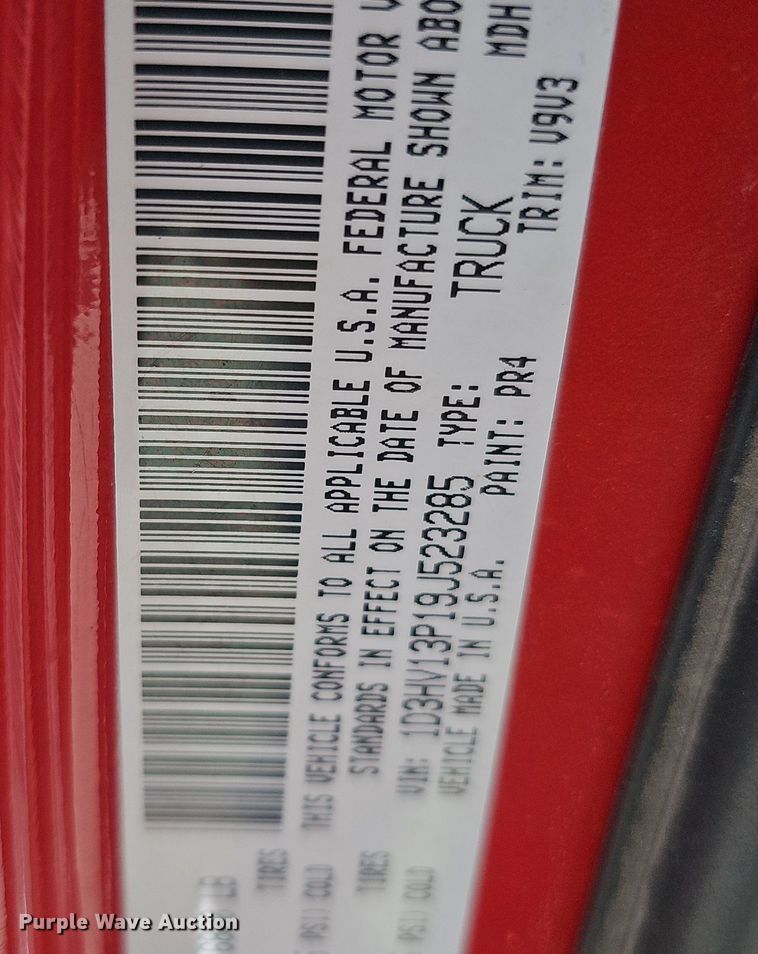 LB
TIRES
PSI) COLD
THIS VEHICLE CONFORMS TO ALL APPLICABLE U.S.A. FEDERAL MOTOR V
TIRES
STANDARDS IN EFFECT ON THE DATE OF MANUFACTURE SHOWN ABO
PSI) COLD
VIN: 1D3HV13P19J523285 TYPE: TRUCK MDH
VEHICLE MADE IN U.S.A. PAINT: PR4 TRIM: V9V3
Purple Wave Auction